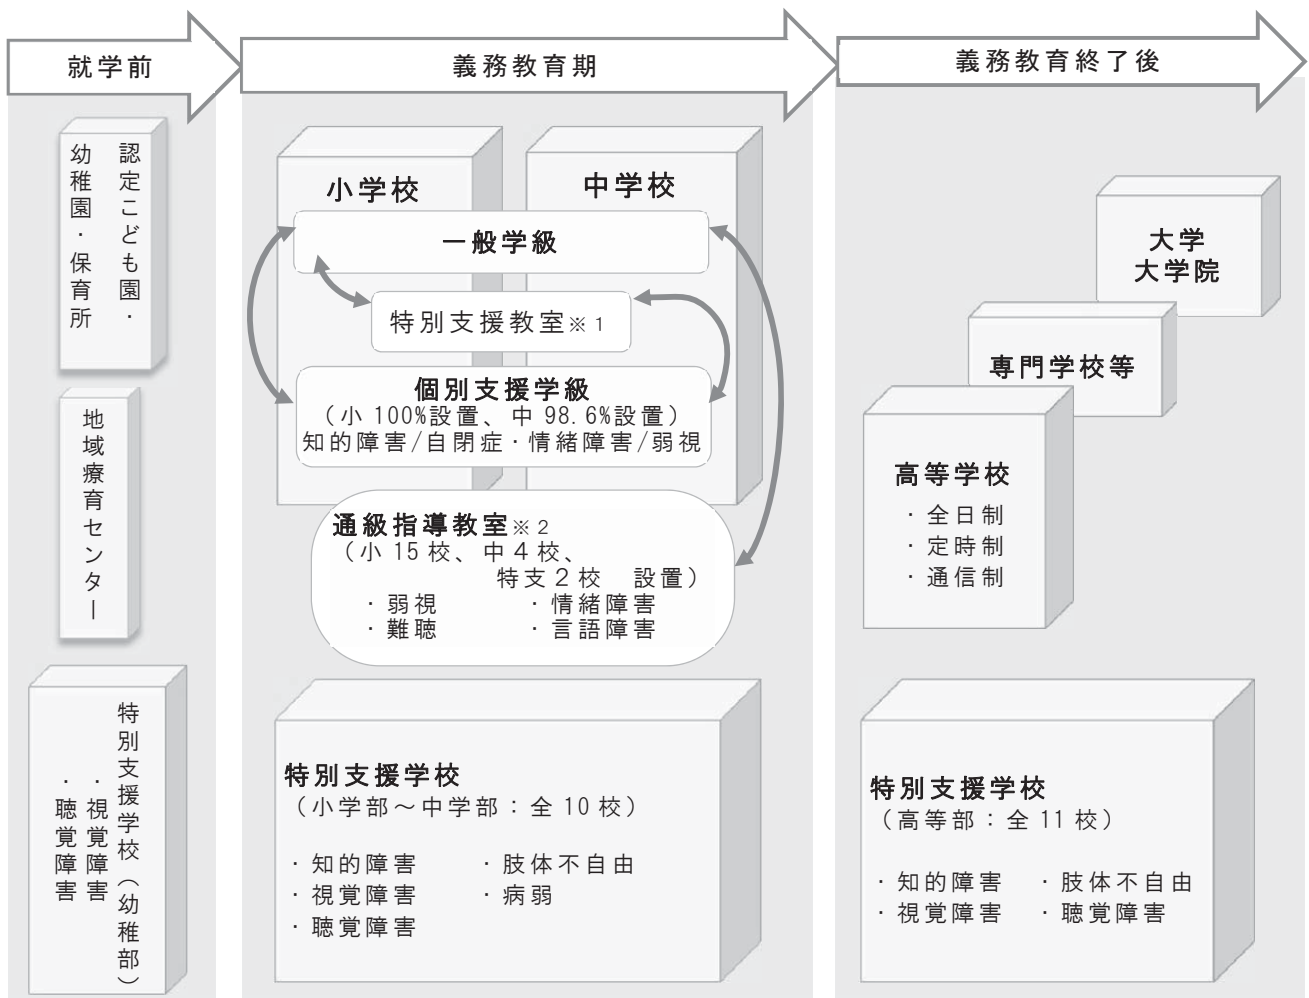 就学前
義務教育期
義務教育終了後
認定こども園・
幼稚園・保育所
地域療育センター
特別支援学校（幼稚部）
・視覚障害
・聴覚障害
小学校
中学校
一般学級
特別支援教室※1
個別支援学級
（小100%設置、中98.6%設置）
知的障害/自閉症・情緒障害/弱視
通級指導教室※2
（小15校、中4校、
特支2校　設置）
・弱視　・情緒障害
・難聴　・言語障害
特別支援学校
（小学部～中学部：全10校）
・知的障害　・肢体不自由
・視覚障害　・病弱
・聴覚障害
大学
大学院
専門学校等
高等学校
・全日制
・定時制
・通信制
特別支援学校
（高等部：全11校）
・知的障害　・肢体不自由
・視覚障害　・聴覚障害